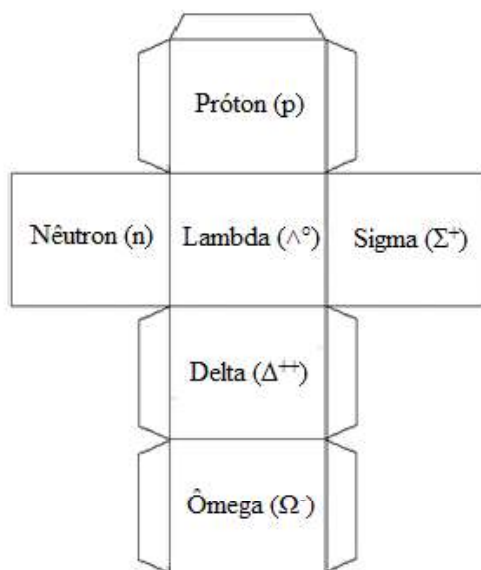 Próton (p)
Nêutron (n) Lambda (^°) Sigma (Σ⁺)
Delta (Δ⁺⁺)
Ômega (Ω⁻)